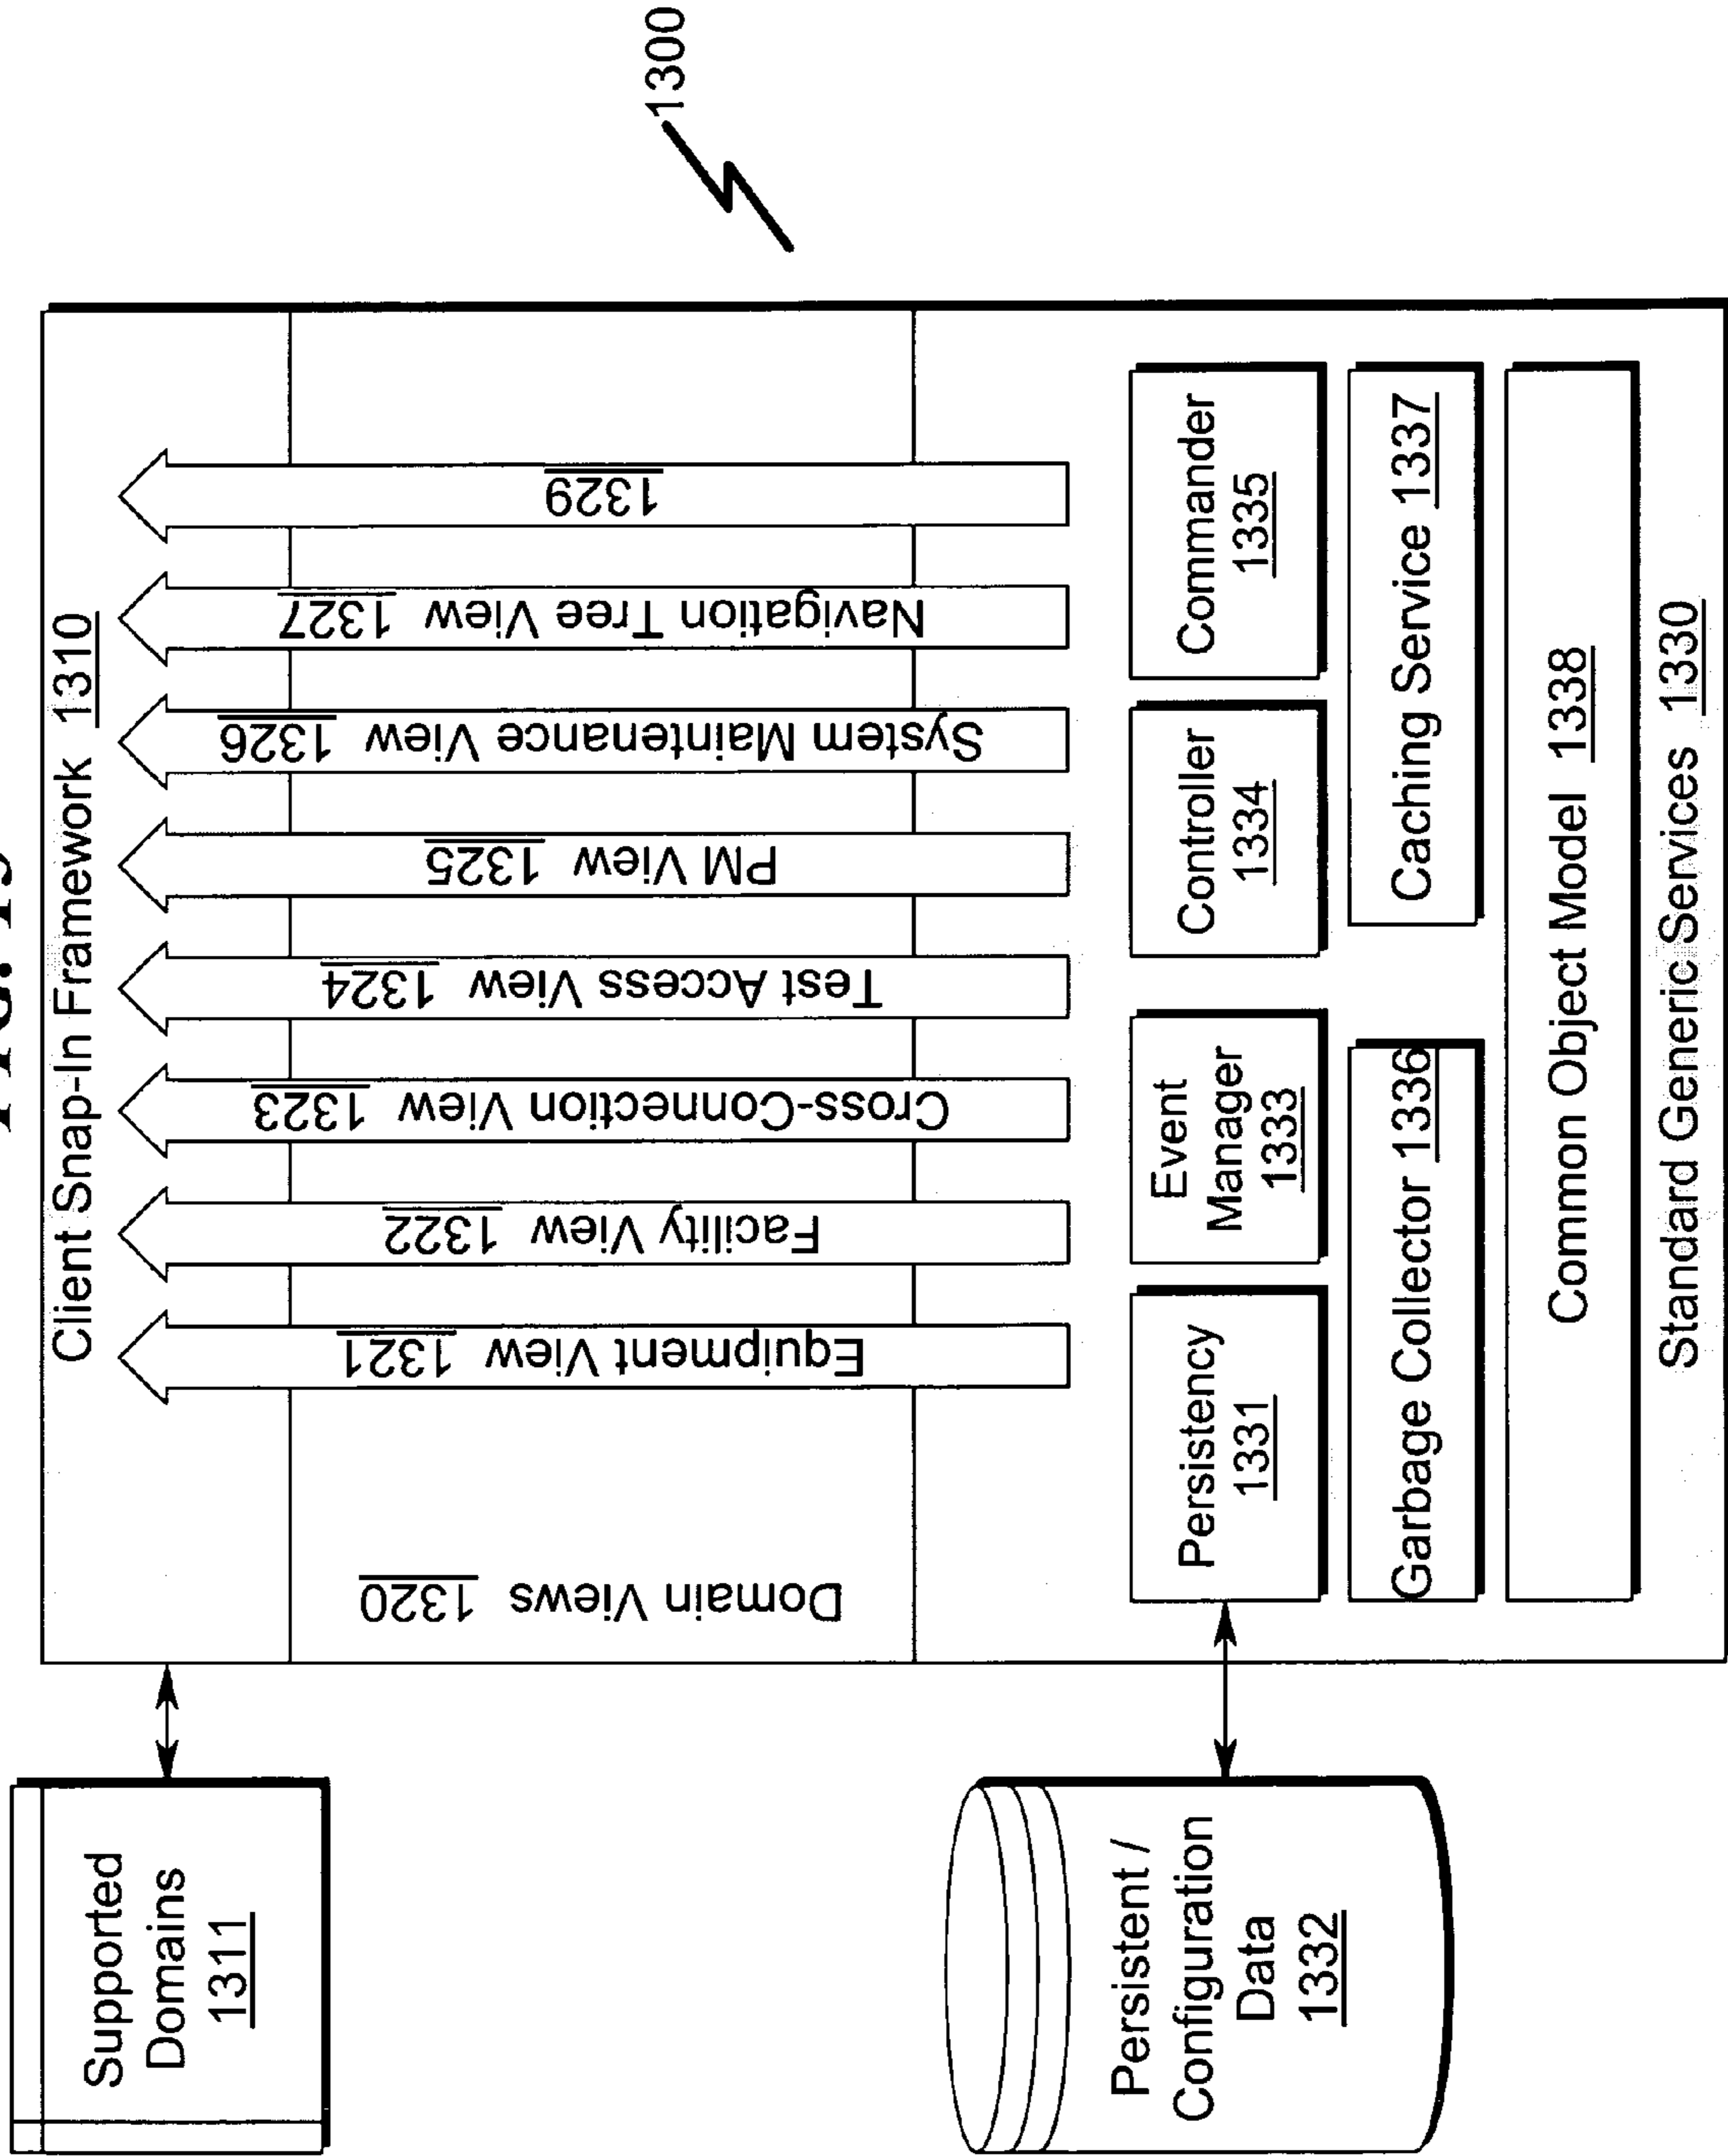 FIG. 13
1300
Client Snap-In Framework 1310
Supported
Domains
1311
Domain Views 1320
Equipment View 1321
Facility View 1322
Cross-Connection View 1323
Test Access View 1324
PM View 1325
System Maintenance View 1326
Navigation Tree View 1327
1329
Persistent /
Configuration
Data
1332
Persistency
1331
Event
Manager
1333
Controller
1334
Commander
1335
Garbage Collector 1336
Caching Service 1337
Common Object Model 1338
Standard Generic Services 1330